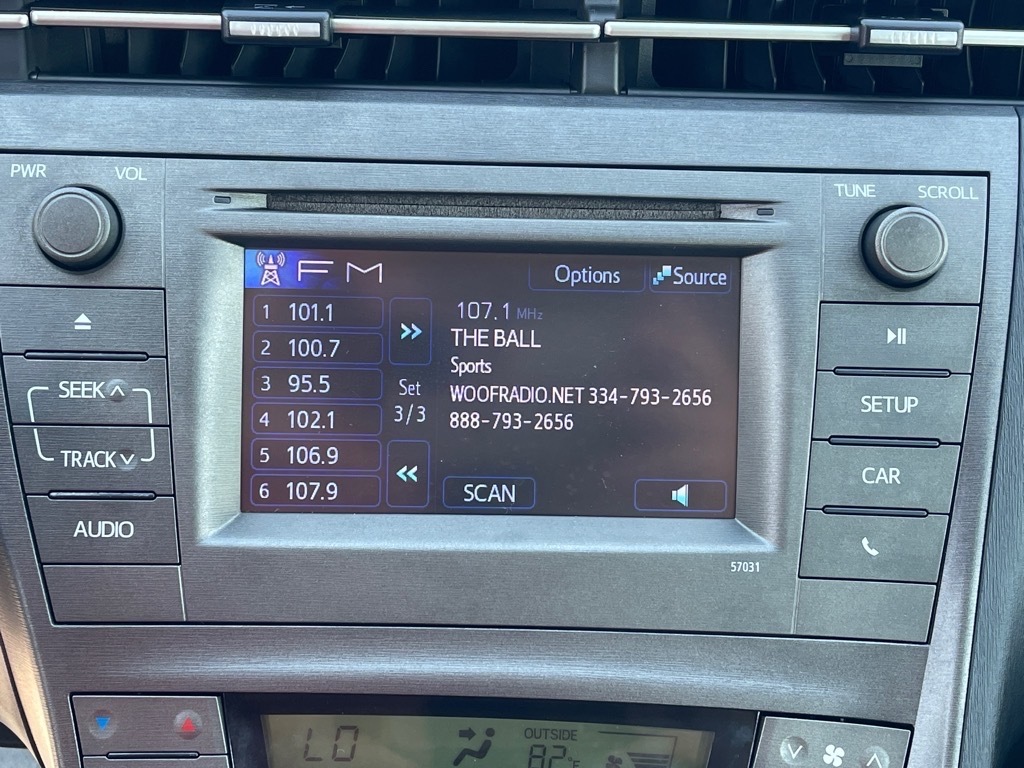 PWR VOL
TUNE SCROLL
FM
Options
Source
1 101.1
2 100.7
3 95.5
4 102.1
5 106.9
6 107.9
Set
3/3
107.1 MHz
THE BALL
Sports
WOOFRADIO.NET 334-793-2656
888-793-2656
SCAN
SEEK
TRACK
AUDIO
SETUP
CAR
57031
LO
OUTSIDE
82°F